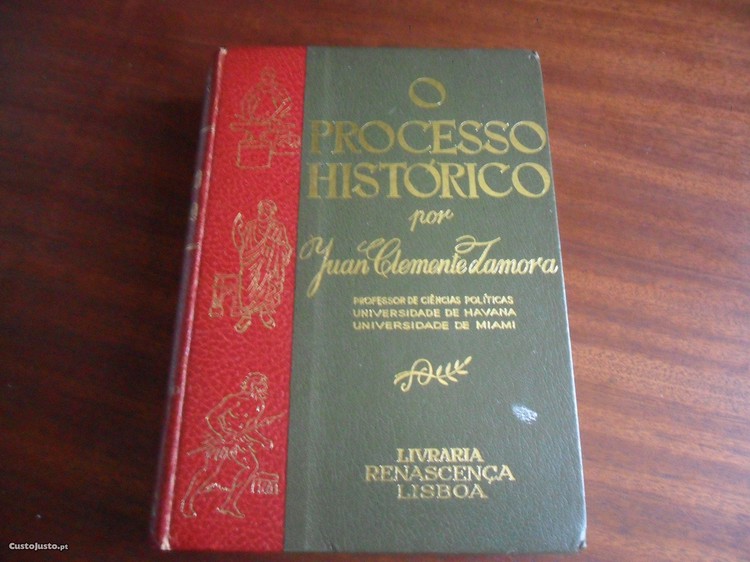 O
PROCESSO
HISTÓRICO
por
Juan Clemente Zamora
PROFESSOR DE CIÊNCIAS POLÍTICAS
UNIVERSIDADE DE HAVANA
UNIVERSIDADE DE MIAMI
LIVRARIA
RENASCENÇA
LISBOA
CustoJusto.pt